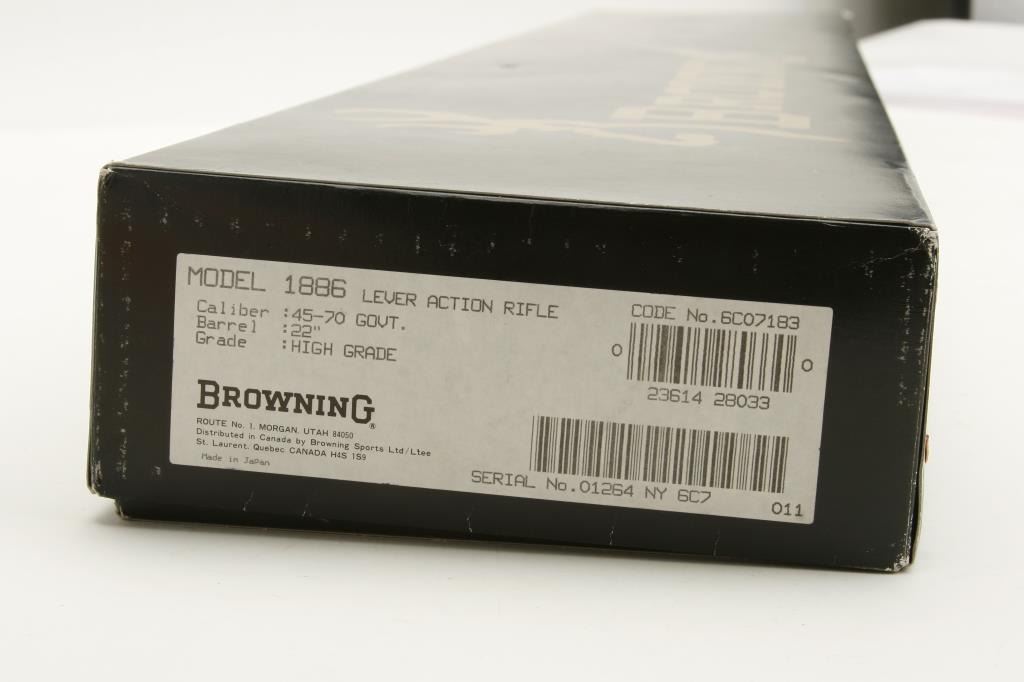 BROWNING
MODEL 1886 LEVER ACTION RIFLE
Caliber :45-70 GOVT.
Barrel :22"
Grade :HIGH GRADE
CODE No.6C07183
0 0
23614 28033
BROWNING®
ROUTE No. 1, MORGAN, UTAH 84050
Distributed in Canada by Browning Sports Ltd/Ltee
St. Laurent, Quebec CANADA H4S 1S9
Made in Japan
SERIAL No.01264 NY 6C7
011